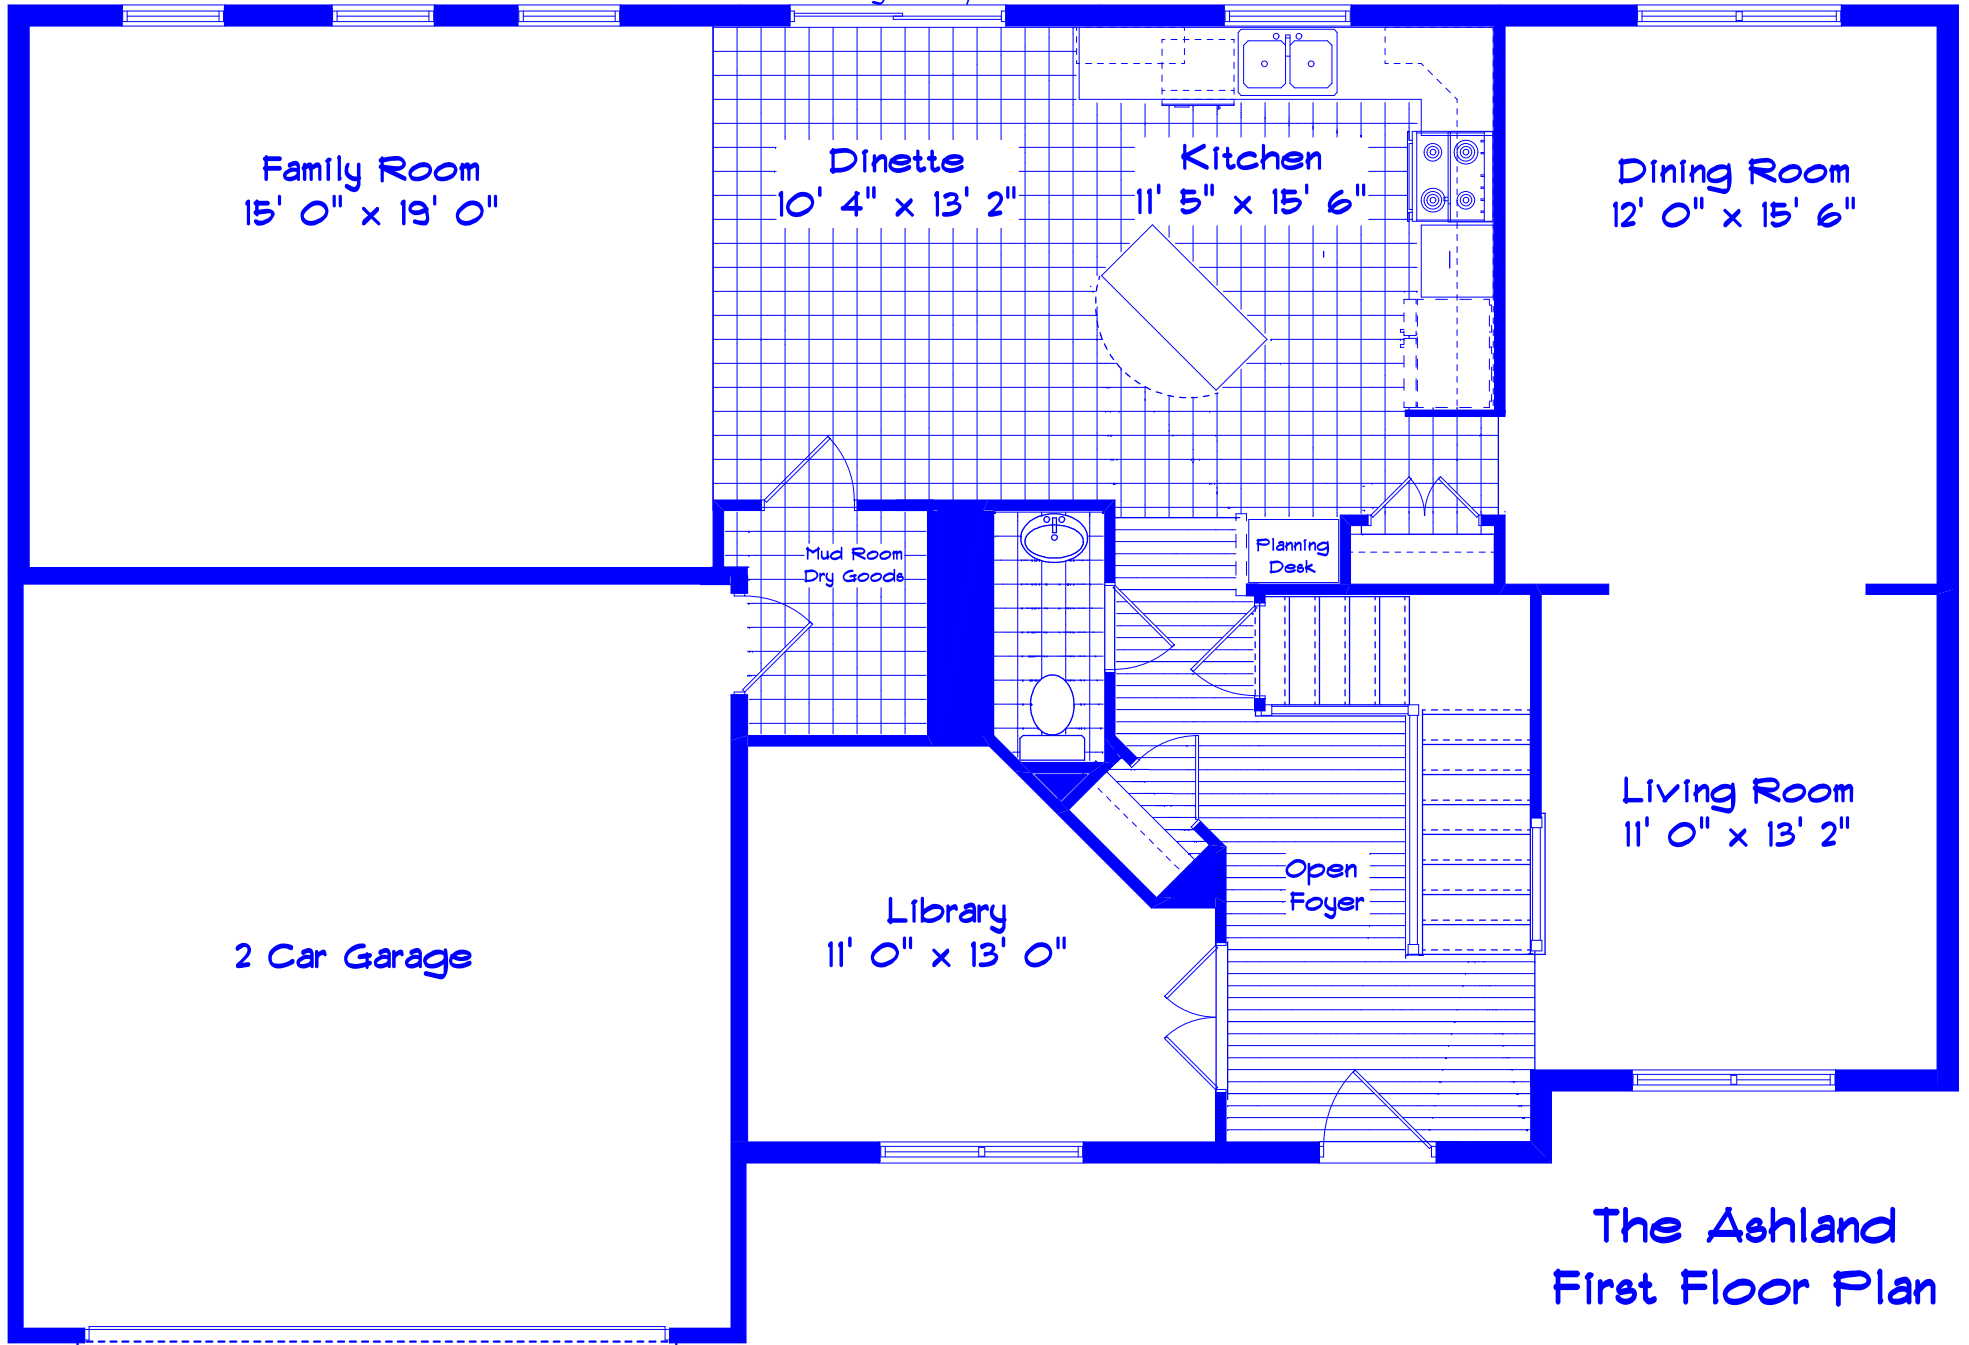 Family Room
15' 0" x 19' 0"
Dinette
10' 4" x 13' 2"
Kitchen
11' 5" x 15' 6"
Dining Room
12' 0" x 15' 6"
Mud Room
Dry Goods
Planning
Desk
Living Room
11' 0" x 13' 2"
Open
Foyer
Library
11' 0" x 13' 0"
2 Car Garage
The Ashland
First Floor Plan